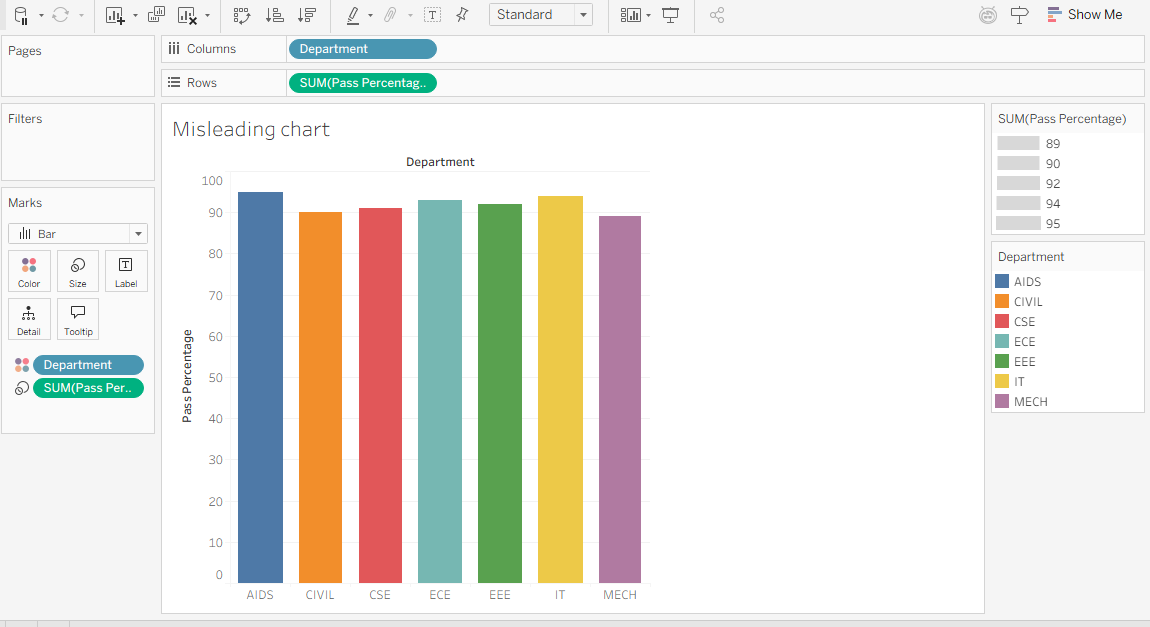 Standard
Show Me
Pages
Columns
Department
Rows
SUM(Pass Percentag..
Filters
Marks
Bar
Color
Size
Label
Detail
Tooltip
Department
SUM(Pass Per..
Misleading chart
Department
Pass Percentage
100
90
80
70
60
50
40
30
20
10
0
AIDS CIVIL CSE ECE EEE IT MECH
SUM(Pass Percentage)
89
90
92
94
95
Department
AIDS
CIVIL
CSE
ECE
EEE
IT
MECH